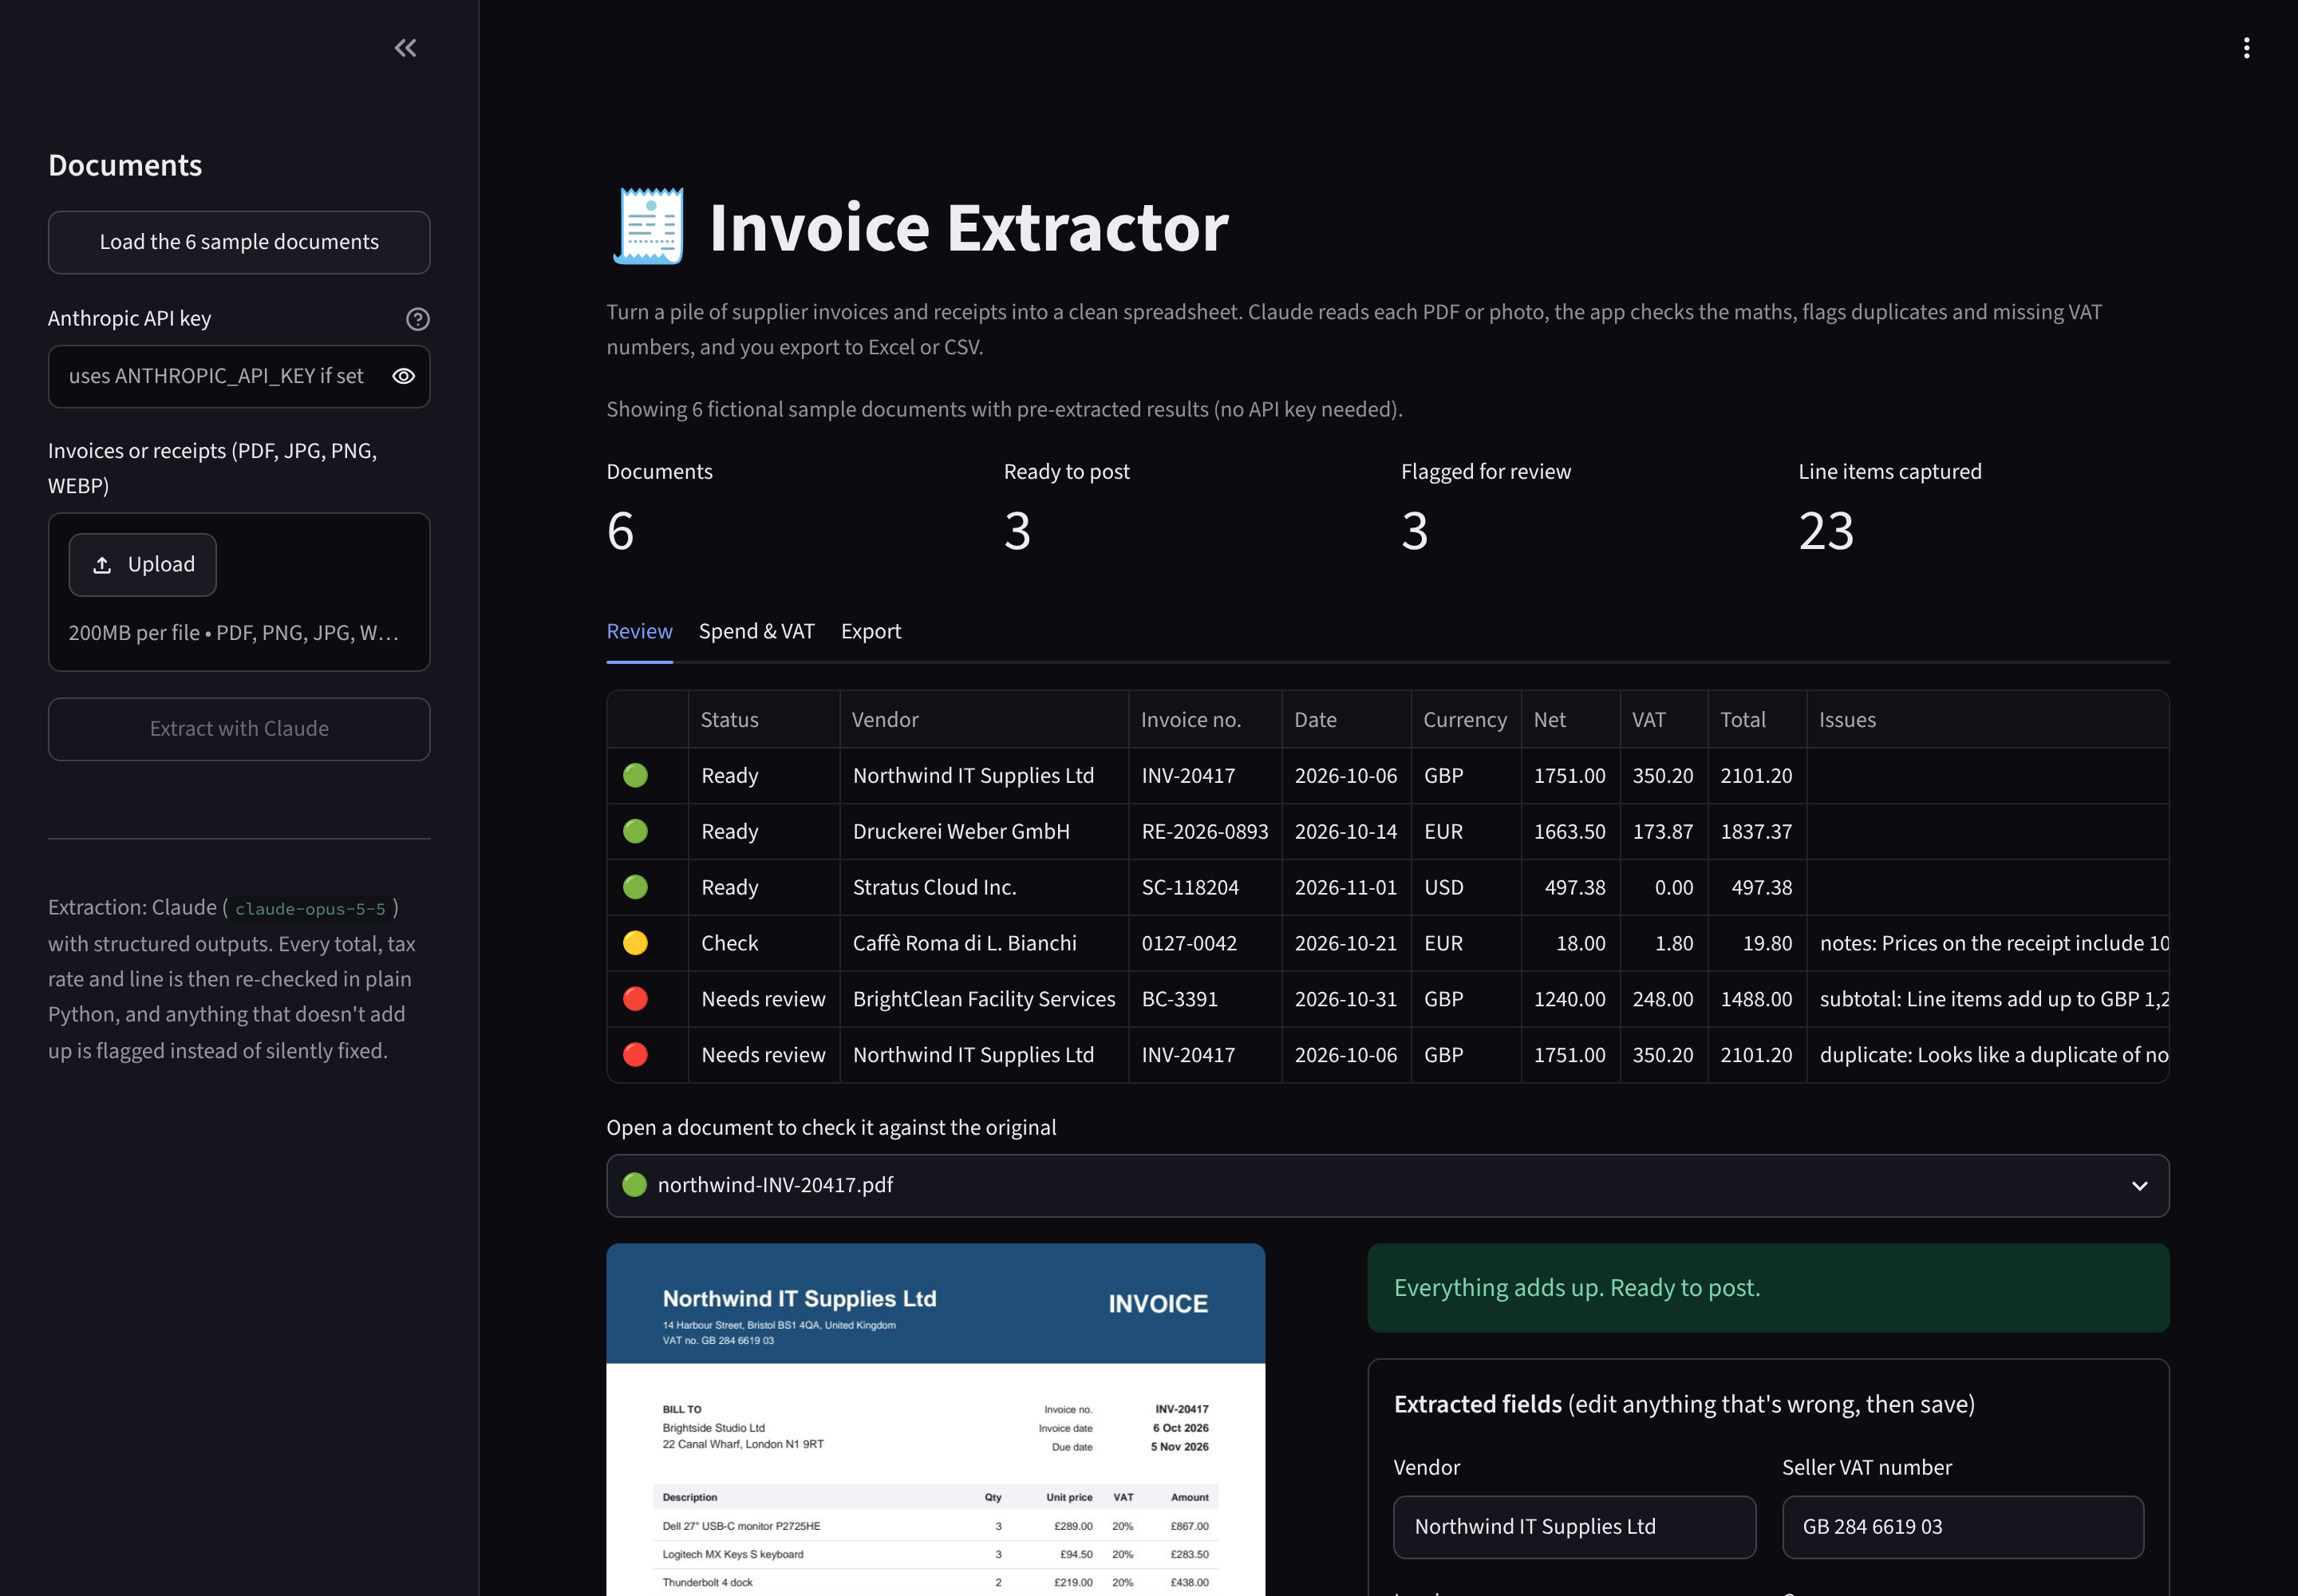 Documents
Load the 6 sample documents
Anthropic API key
uses ANTHROPIC_API_KEY if set
Invoices or receipts (PDF, JPG, PNG,
WEBP)
Upload
200MB per file • PDF, PNG, JPG, W…
Extract with Claude
Extraction: Claude ( claude-opus-5-5 )
with structured outputs. Every total, tax
rate and line is then re-checked in plain
Python, and anything that doesn't add
up is flagged instead of silently fixed.
Invoice Extractor
Turn a pile of supplier invoices and receipts into a clean spreadsheet. Claude reads each PDF or photo, the app checks the maths, flags duplicates and missing VAT
numbers, and you export to Excel or CSV.
Showing 6 fictional sample documents with pre-extracted results (no API key needed).
Documents Ready to post Flagged for review Line items captured
6 3 3 23
Review Spend & VAT Export
Status Vendor Invoice no. Date Currency Net VAT Total Issues
Ready Northwind IT Supplies Ltd INV-20417 2026-10-06 GBP 1751.00 350.20 2101.20
Ready Druckerei Weber GmbH RE-2026-0893 2026-10-14 EUR 1663.50 173.87 1837.37
Ready Stratus Cloud Inc. SC-118204 2026-11-01 USD 497.38 0.00 497.38
Check Caffè Roma di L. Bianchi 0127-0042 2026-10-21 EUR 18.00 1.80 19.80 notes: Prices on the receipt include 10
Needs review BrightClean Facility Services BC-3391 2026-10-31 GBP 1240.00 248.00 1488.00 subtotal: Line items add up to GBP 1,2
Needs review Northwind IT Supplies Ltd INV-20417 2026-10-06 GBP 1751.00 350.20 2101.20 duplicate: Looks like a duplicate of no
Open a document to check it against the original
northwind-INV-20417.pdf
Northwind IT Supplies Ltd INVOICE
14 Harbour Street, Bristol BS1 4QA, United Kingdom
VAT no. GB 284 6619 03
BILL TO
Brightside Studio Ltd
22 Canal Wharf, London N1 9RT
Invoice no. INV-20417
Invoice date 6 Oct 2026
Due date 5 Nov 2026
Description Qty Unit price VAT Amount
Dell 27" USB-C monitor P2725HE 3 £289.00 20% £867.00
Logitech MX Keys S keyboard 3 £94.50 20% £283.50
Thunderbolt 4 dock 2 £219.00 20% £438.00
Everything adds up. Ready to post.
Extracted fields (edit anything that's wrong, then save)
Vendor Seller VAT number
Northwind IT Supplies Ltd GB 284 6619 03